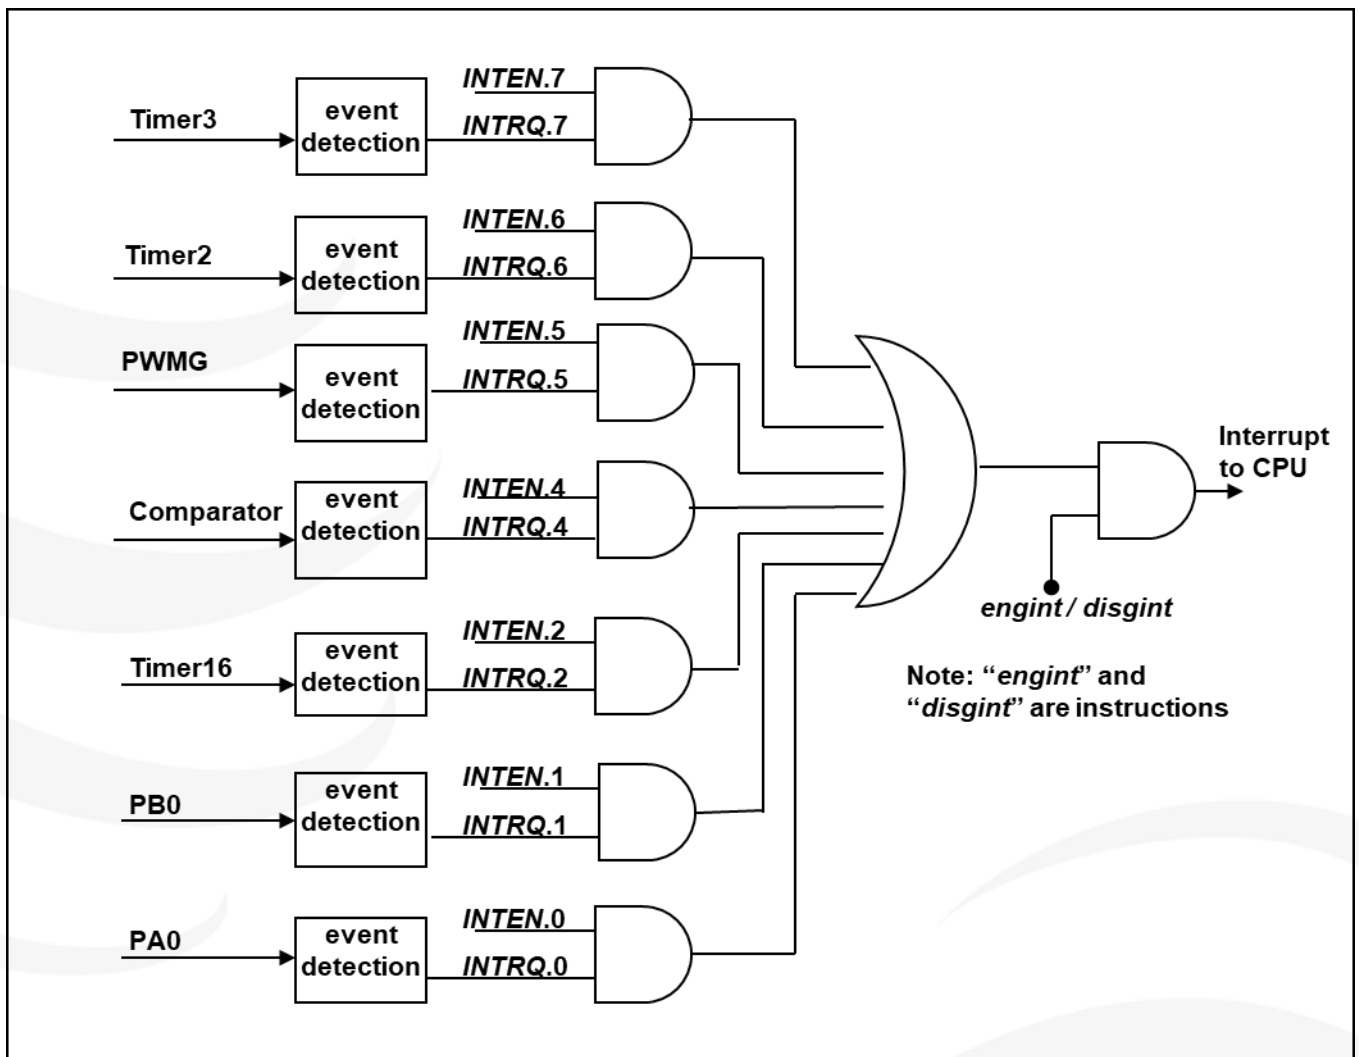 INTEN.7
Timer3
event
detection
INTRQ.7
INTEN.6
Timer2
event
detection
INTRQ.6
INTEN.5
PWMG
event
detection
INTRQ.5
INTEN.4
Comparator
event
detection
INTRQ.4
Interrupt
to CPU
engint / disgint
INTEN.2
Timer16
event
detection
INTRQ.2
Note: “engint” and
“disgint” are instructions
INTEN.1
PB0
event
detection
INTRQ.1
INTEN.0
PA0
event
detection
INTRQ.0